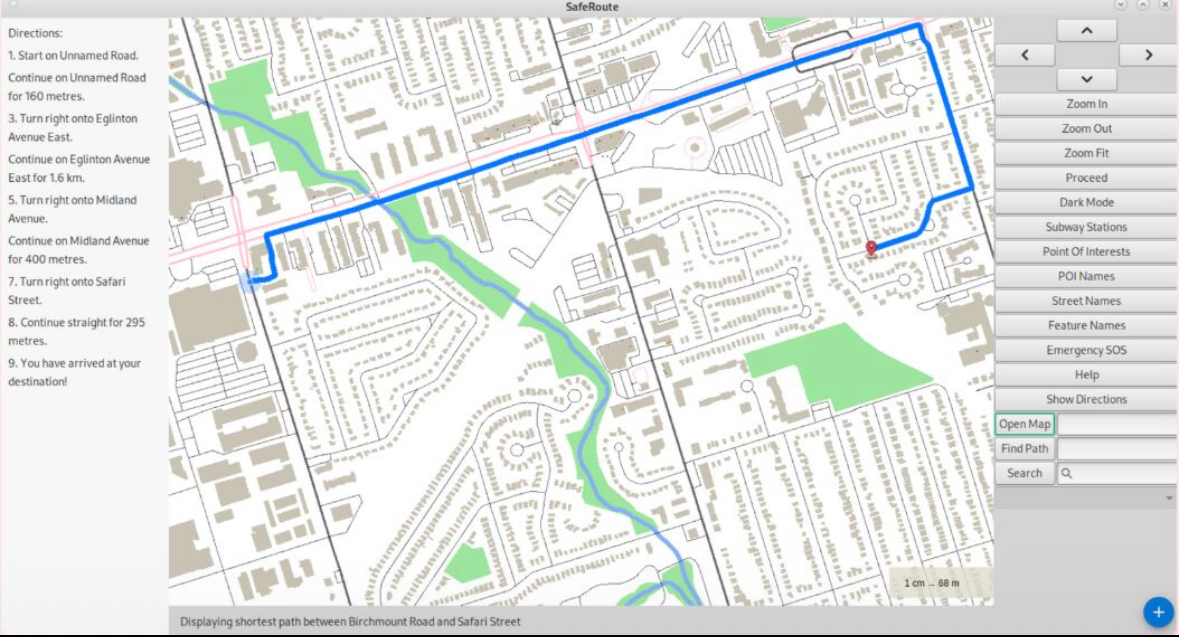 SafeRoute
Directions:
1. Start on Unnamed Road.
Continue on Unnamed Road
for 160 metres.
3. Turn right onto Eglinton
Avenue East.
Continue on Eglinton Avenue
East for 1.6 km.
5. Turn right onto Midland
Avenue.
Continue on Midland Avenue
for 400 metres.
7. Turn right onto Safari
Street.
8. Continue straight for 295
metres.
9. You have arrived at your
destination!
Zoom In
Zoom Out
Zoom Fit
Proceed
Dark Mode
Subway Stations
Point Of Interests
POI Names
Street Names
Feature Names
Emergency SOS
Help
Show Directions
Open Map
Find Path
Search
1 cm → 68 m
Displaying shortest path between Birchmount Road and Safari Street